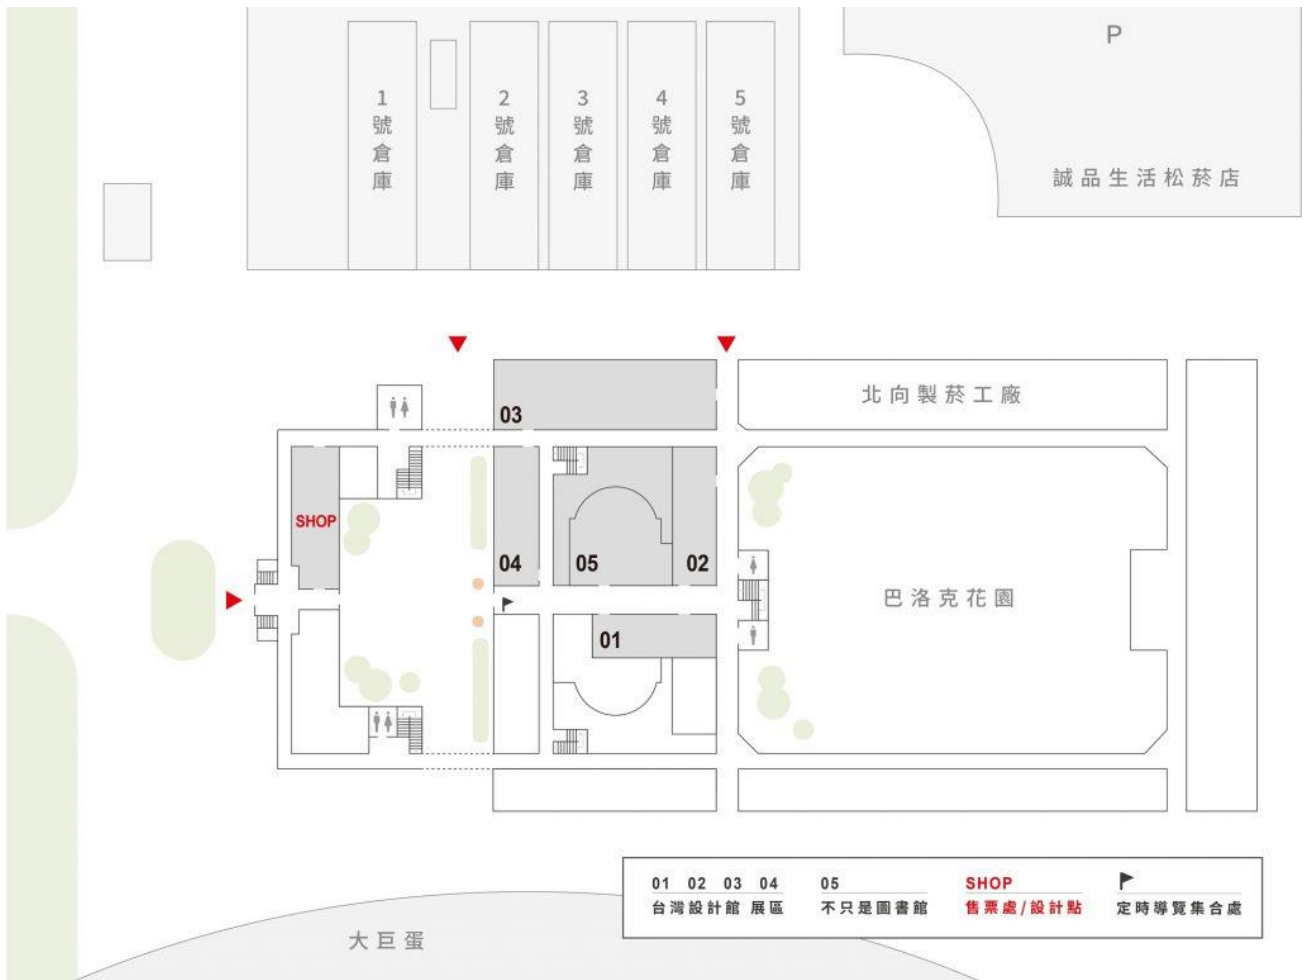 P
1號倉庫
2號倉庫
3號倉庫
4號倉庫
5號倉庫
誠品生活松菸店
北向製菸工廠
03
SHOP
04
05
02
巴洛克花園
01
01 02 03 04
台灣設計館 展區
05
不只是圖書館
SHOP
售票處/設計點
定時導覽集合處
大巨蛋